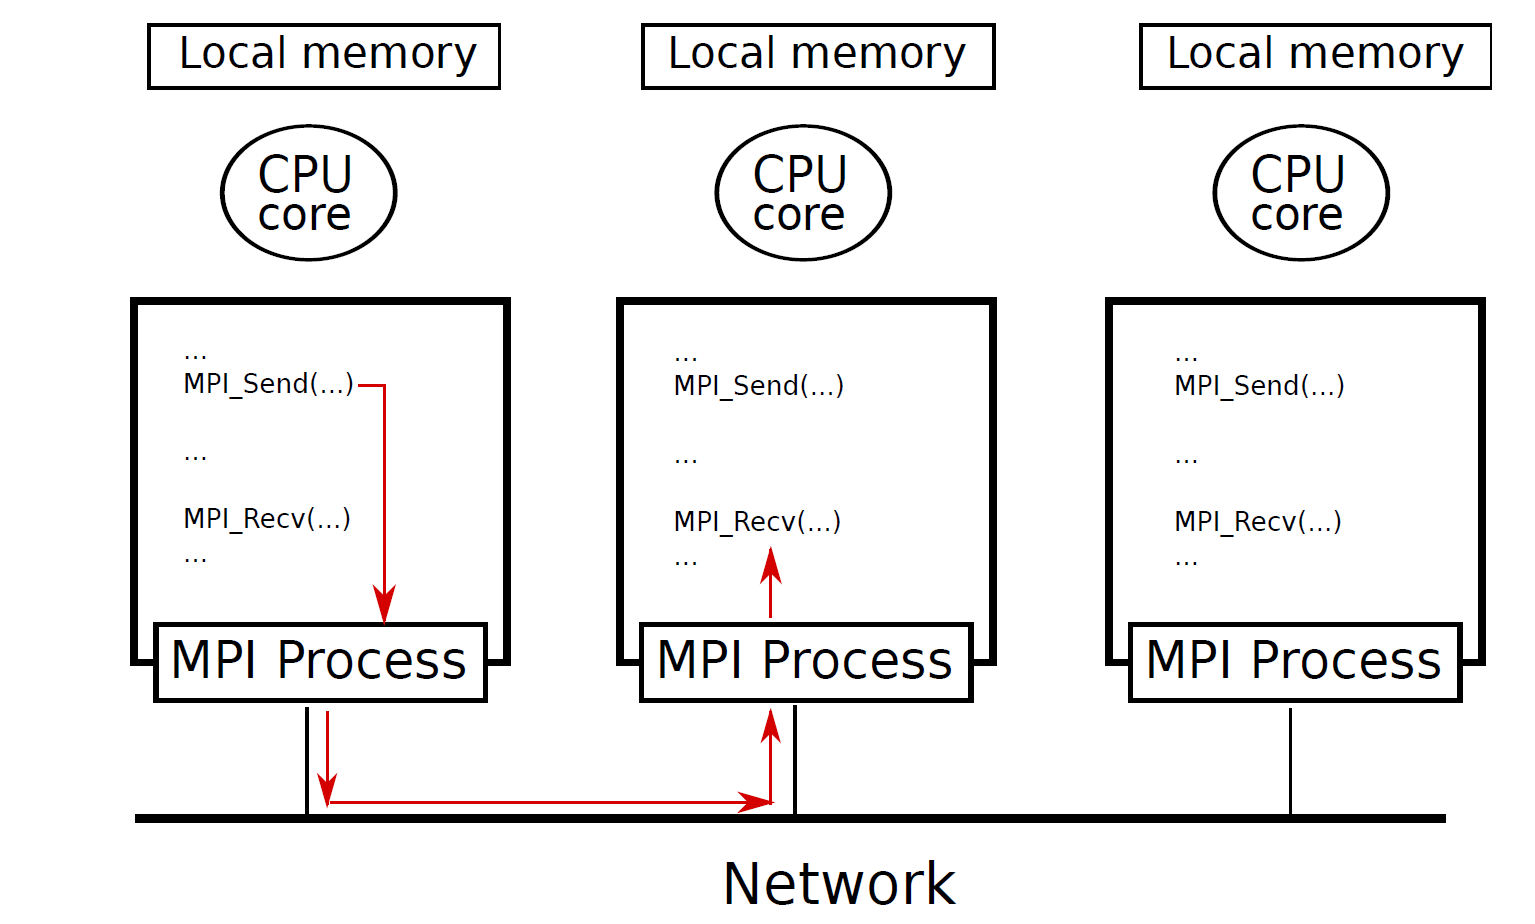 Local memory
CPU
core
...
MPI_Send(...)
...
MPI_Recv(...)
...
MPI Process
Local memory
CPU
core
...
MPI_Send(...)
...
MPI_Recv(...)
...
MPI Process
Local memory
CPU
core
...
MPI_Send(...)
...
MPI_Recv(...)
...
MPI Process
Network